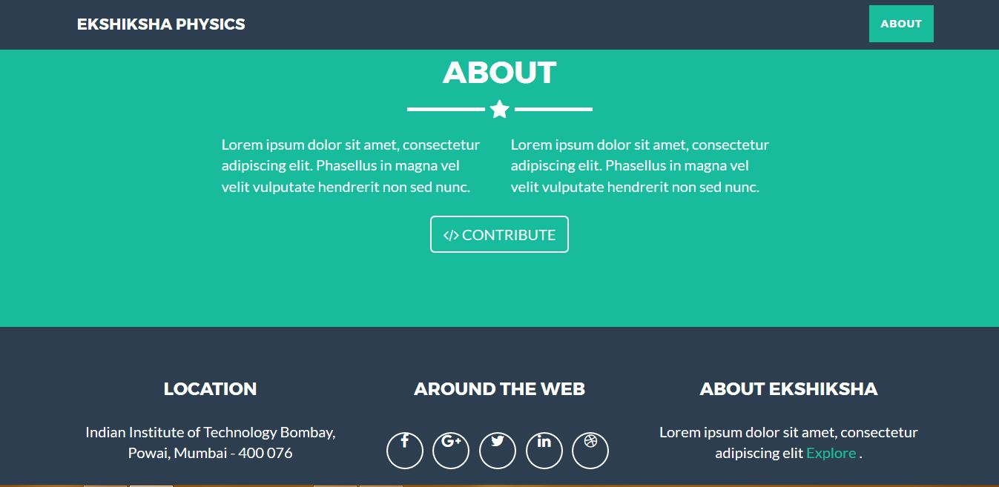 EKSHIKSHA PHYSICS
ABOUT
ABOUT
Lorem ipsum dolor sit amet, consectetur
adipiscing elit. Phasellus in magna vel
velit vulputate hendrerit non sed nunc.
Lorem ipsum dolor sit amet, consectetur
adipiscing elit. Phasellus in magna vel
velit vulputate hendrerit non sed nunc.
</> CONTRIBUTE
LOCATION
Indian Institute of Technology Bombay,
Powai, Mumbai - 400 076
AROUND THE WEB
ABOUT EKSHIKSHA
Lorem ipsum dolor sit amet, consectetur
adipiscing elit Explore .